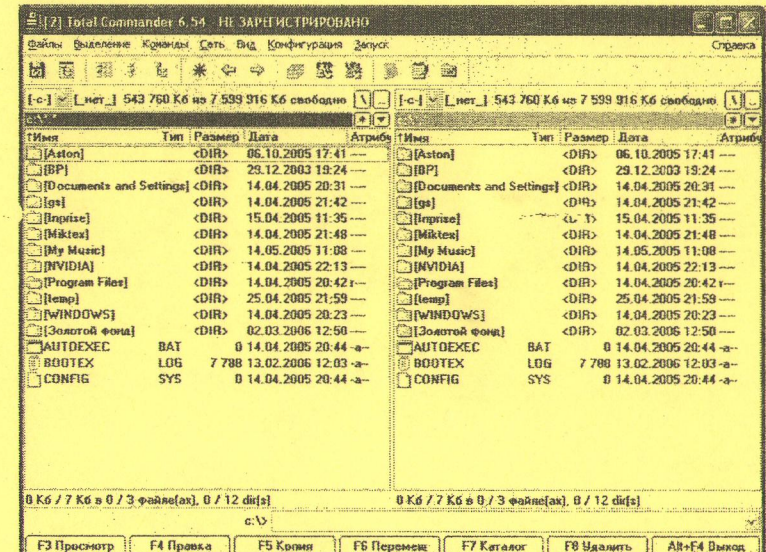 [2] Total Commander 6.54 - НЕ ЗАРЕГИСТРИРОВАНО
Файлы Выделение Команды Сеть Вид Конфигурация Запуск Справка
[-c-] [_нет_] 543 760 Кб из 7 599 916 Кб свободно \ .. [-c-] [_нет_] 543 760 Кб из 7 599 916 Кб свободно \ ..
c:\*.* * ▼ * ▼
↑Имя Тип Размер Дата Атрибу ↑Имя Тип Размер Дата Атрибу
[Aston] <DIR> 06.10.2005 17:41 ---- [Aston] <DIR> 06.10.2005 17:41 ----
[BP] <DIR> 29.12.2003 19:24 ---- [BP] <DIR> 29.12.2003 19:24 ----
[Documents and Settings] <DIR> 14.04.2005 20:31 ---- [Documents and Settings] <DIR> 14.04.2005 20:31 ----
[gs] <DIR> 14.04.2005 21:42 ---- [gs] <DIR> 14.04.2005 21:42 ----
[Inprise] <DIR> 15.04.2005 11:35 ---- [Inprise] 15.04.2005 11:35 ----
[Miktex] <DIR> 14.04.2005 21:48 ---- [Miktex] <DIR> 14.04.2005 21:48 ----
[My Music] <DIR> 14.05.2005 11:08 ---- [My Music] <DIR> 14.05.2005 11:08 ----
[NVIDIA] <DIR> 14.04.2005 22:13 ---- [NVIDIA] <DIR> 14.04.2005 22:13 ----
[Program Files] <DIR> 14.04.2005 20:42 r--- [Program Files] <DIR> 14.04.2005 20:42 r---
[temp] <DIR> 25.04.2005 21:59 ---- [temp] <DIR> 25.04.2005 21:59 ----
[WINDOWS] <DIR> 14.04.2005 20:23 ---- [WINDOWS] <DIR> 14.04.2005 20:23 ----
[Золотой фонд] <DIR> 02.03.2006 12:50 ---- [Золотой фонд] <DIR> 02.03.2006 12:50 ----
AUTOEXEC BAT 0 14.04.2005 20:44 -a-- AUTOEXEC BAT 0 14.04.2005 20:44 -a--
BOOTEX LOG 7 788 13.02.2006 12:03 -a-- BOOTEX LOG 7 788 13.02.2006 12:03 -a--
CONFIG SYS 0 14.04.2005 20:44 -a-- CONFIG SYS 0 14.04.2005 20:44 -a--
0 Кб / 7 Кб в 0 / 3 файле(ах), 0 / 12 dir(s) 0 Кб / 7 Кб в 0 / 3 файле(ах), 0 / 12 dir(s)
c:\>
F3 Просмотр F4 Правка F5 Копия F6 Перемещ F7 Каталог F8 Удалить Alt+F4 Выход